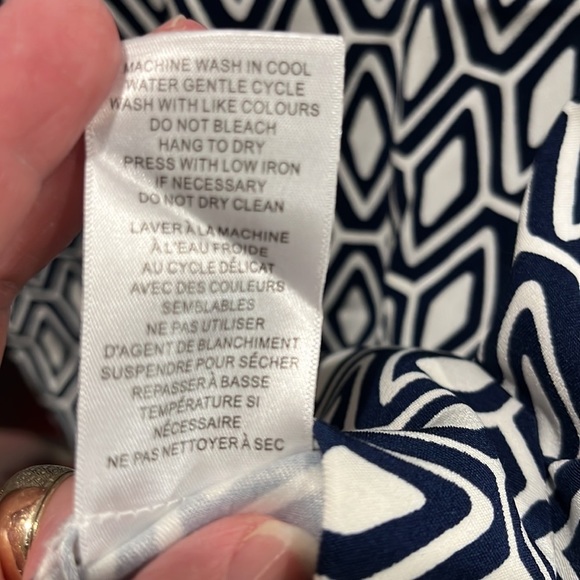 MACHINE WASH IN COOL
WATER GENTLE CYCLE
WASH WITH LIKE COLOURS
DO NOT BLEACH
HANG TO DRY
PRESS WITH LOW IRON
IF NECESSARY
DO NOT DRY CLEAN
LAVER À LA MACHINE
À L'EAU FROIDE
AU CYCLE DÉLICAT
AVEC DES COULEURS
SEMBLABLES
NE PAS UTILISER
D'AGENT DE BLANCHIMENT
SUSPENDRE POUR SÉCHER
REPASSER À BASSE
TEMPÉRATURE SI
NÉCESSAIRE
NE PAS NETTOYER À SEC